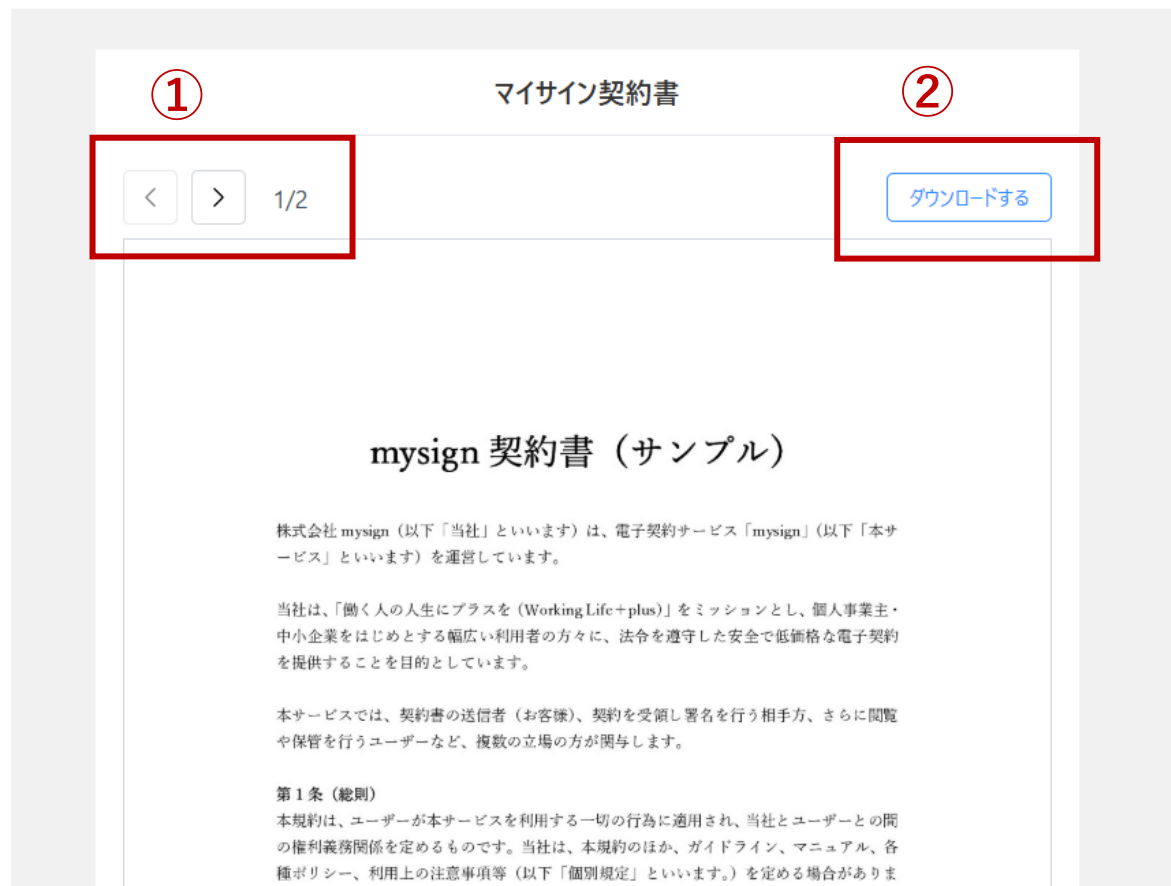 ①
マイサイン契約書
②
1/2
ダウンロードする
mysign 契約書（サンプル）
株式会社 mysign（以下「当社」といいます）は、電子契約サービス「mysign」（以下「本サ
ービス」といいます）を運営しています。
当社は、「働く人の人生にプラスを（Working Life+plus)」をミッションとし、個人事業主・
中小企業をはじめとする幅広い利用者の方々に、法令を遵守した安全で低価格な電子契約
を提供することを目的としています。
本サービスでは、契約書の送信者（お客様）、契約を受領し署名を行う相手方、さらに閲覧
や保管を行うユーザーなど、複数の立場の方が関与します。
第 1 条（総則）
本規約は、ユーザーが本サービスを利用する一切の行為に適用され、当社とユーザーとの間
の権利義務関係を定めるものです。当社は、本規約のほか、ガイドライン、マニュアル、各
種ポリシー、利用上の注意事項等（以下「個別規定」といいます。）を定める場合がありま